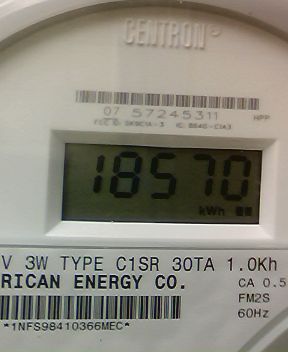 CENTRON
07 57245311 HPP
18570
kWh
V 3W TYPE C1SR 30TA 1.0Kh
RICAN ENERGY CO. CA 0.5
FM2S
60Hz
*1NFS98410366MEC*